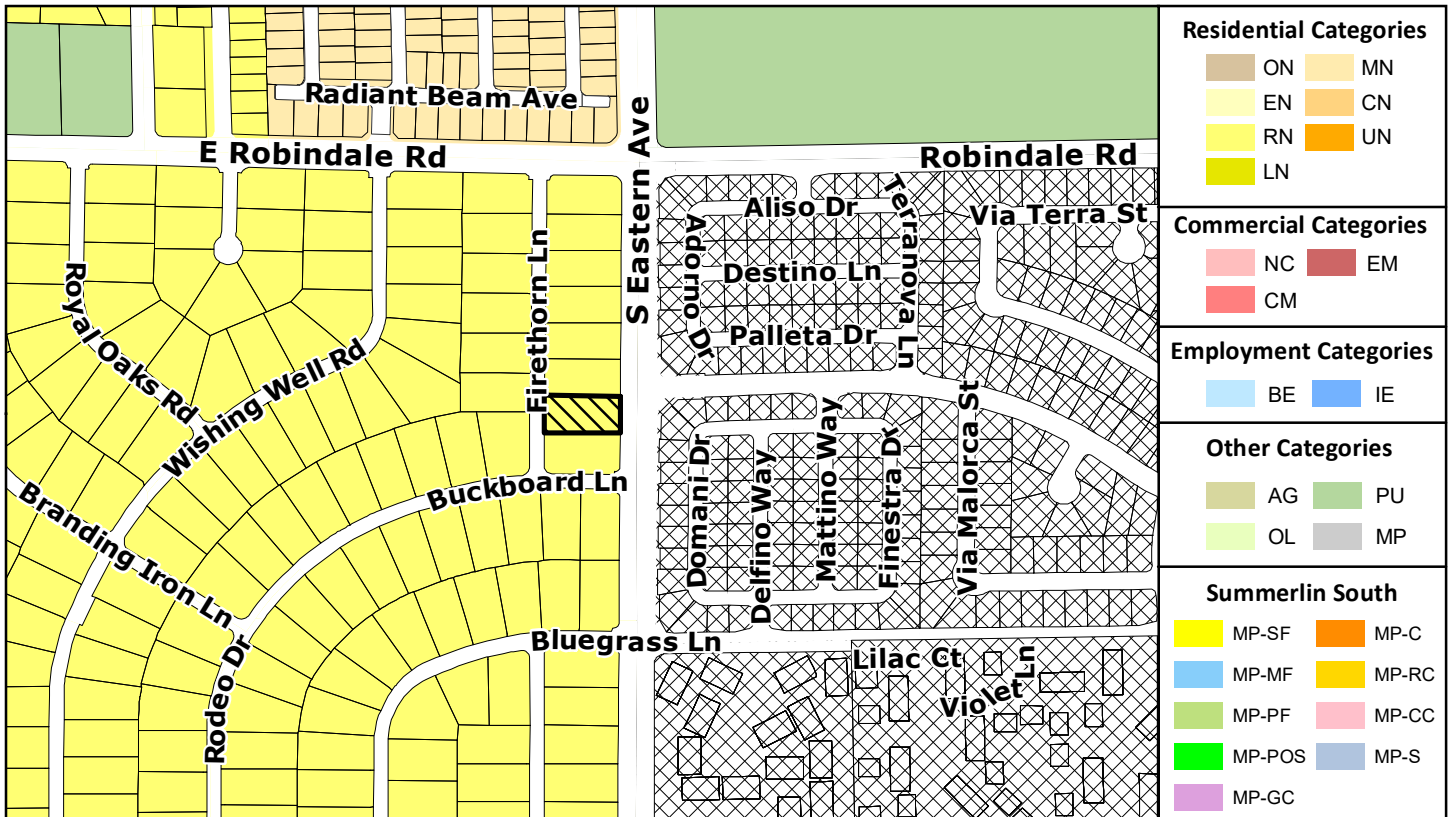 Radiant Beam Ave
E Robindale Rd
Robindale Rd
S Eastern Ave
Aliso Dr
Terranova Ln
Via Terra St
Adorno Dr
Destino Ln
Palleta Dr
Firethorn Ln
Royal Oaks Rd
Wishing Well Rd
Buckboard Ln
Branding Iron Ln
Rodeo Dr
Bluegrass Ln
Domani Dr
Delfino Way
Mattino Way
Finestra Dr
Via Malorca St
Lilac Ct
Violet Ln
Residential Categories
ON MN
EN CN
RN UN
LN
Commercial Categories
NC EM
CM
Employment Categories
BE IE
Other Categories
AG PU
OL MP
Summerlin South
MP-SF MP-C
MP-MF MP-RC
MP-PF MP-CC
MP-POS MP-S
MP-GC